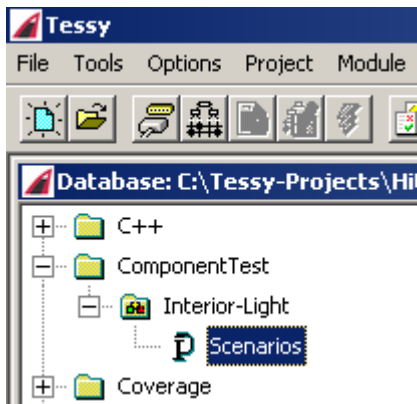 Tessy
File Tools Options Project Module
Database: C:\Tessy-Projects\Hi
C++
ComponentTest
Interior-Light
Scenarios
Coverage